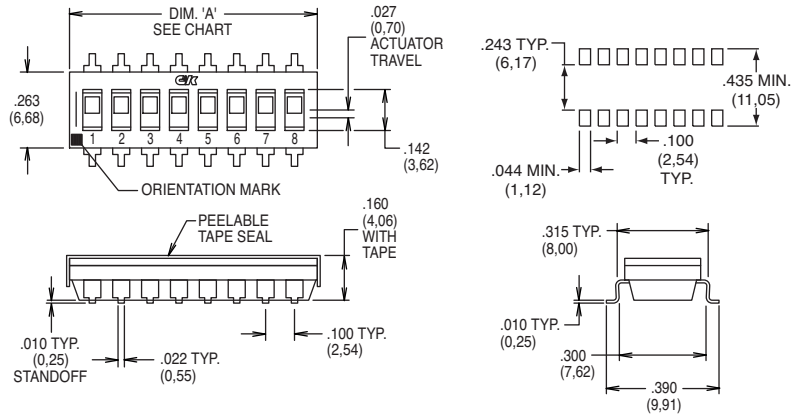 DIM. 'A'
SEE CHART
.027
(0,70)
ACTUATOR
TRAVEL
C&K
.263
(6,68)
1 2 3 4 5 6 7 8
.142
(3,62)
ORIENTATION MARK
.243 TYP.
(6,17)
.435 MIN.
(11,05)
.044 MIN.
(1,12)
.100
(2,54)
TYP.
PEELABLE
TAPE SEAL
.160
(4,06)
WITH
TAPE
.010 TYP.
(0,25)
STANDOFF
.022 TYP.
(0,55)
.100 TYP.
(2,54)
.315 TYP.
(8,00)
.010 TYP.
(0,25)
.300
(7,62)
.390
(9,91)